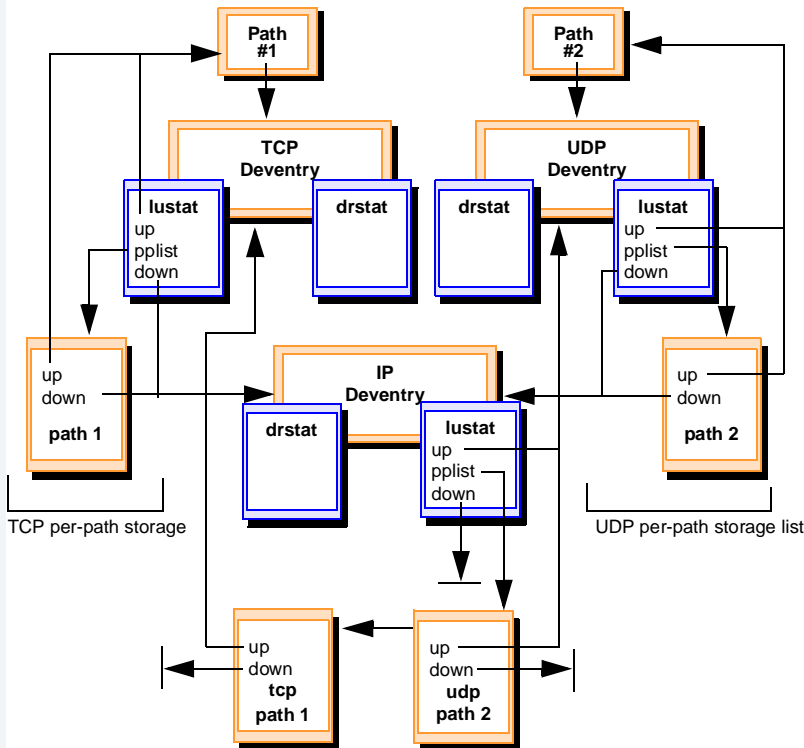 Path
#1
Path
#2
TCP
Deventry
UDP
Deventry
lustat
up
pplist
down
drstat
drstat
lustat
up
pplist
down
up
down
path 1
IP
Deventry
up
down
path 2
drstat
lustat
up
pplist
down
TCP per-path storage
UDP per-path storage list
up
down
tcp
path 1
up
down
udp
path 2